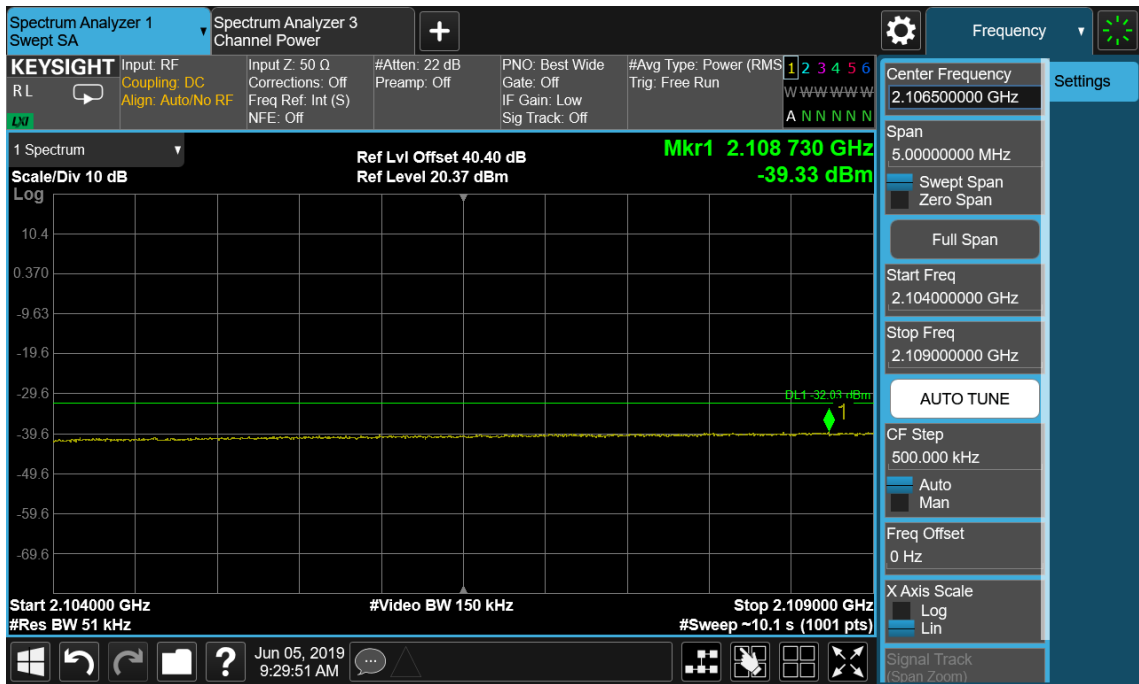 Spectrum Analyzer 1
Swept SA
Spectrum Analyzer 3
Channel Power
Frequency
KEYSIGHT
R L
LXI
Input: RF
Coupling: DC
Align: Auto/No RF
Input Z: 50 Ω
Corrections: Off
Freq Ref: Int (S)
NFE: Off
#Atten: 22 dB
Preamp: Off
PNO: Best Wide
Gate: Off
IF Gain: Low
Sig Track: Off
#Avg Type: Power (RMS
Trig: Free Run
1 2 3 4 5 6
W W W W W W
A N N N N N
Center Frequency
2.106500000 GHz
Settings
Span
5.00000000 MHz
Swept Span
Zero Span
Full Span
Start Freq
2.104000000 GHz
Stop Freq
2.109000000 GHz
AUTO TUNE
CF Step
500.000 kHz
Auto
Man
Freq Offset
0 Hz
X Axis Scale
Log
Lin
Signal Track
(Span Zoom)
1 Spectrum
Scale/Div 10 dB
Ref Lvl Offset 40.40 dB
Ref Level 20.37 dBm
Mkr1 2.108 730 GHz
-39.33 dBm
Log
10.4
0.370
-9.63
-19.6
-29.6
DL1 -32.03 dBm
1
-39.6
-49.6
-59.6
-69.6
Start 2.104000 GHz
#Video BW 150 kHz
Stop 2.109000 GHz
#Res BW 51 kHz
#Sweep ~10.1 s (1001 pts)
?
Jun 05, 2019
9:29:51 AM